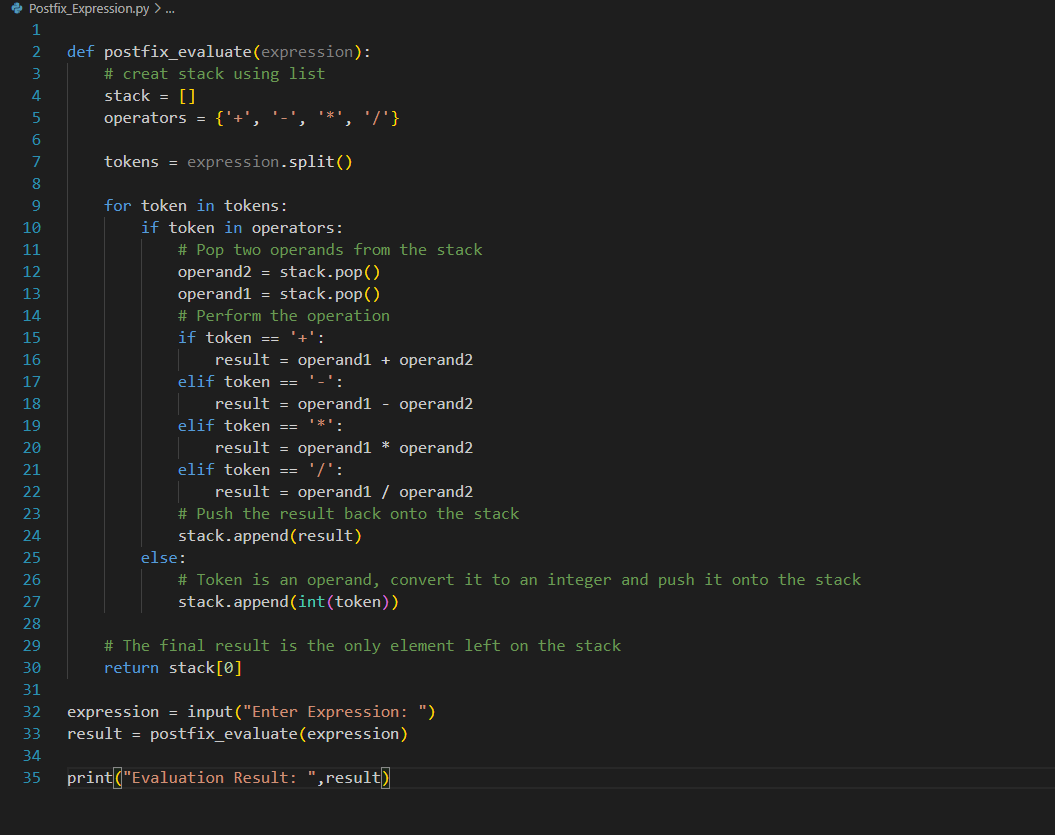 Postfix_Expression.py > ...
1
2 def postfix_evaluate(expression):
3     # creat stack using list
4     stack = []
5     operators = {'+', '-', '*', '/'}
6
7     tokens = expression.split()
8
9     for token in tokens:
10         if token in operators:
11             # Pop two operands from the stack
12             operand2 = stack.pop()
13             operand1 = stack.pop()
14             # Perform the operation
15             if token == '+':
16                 result = operand1 + operand2
17             elif token == '-':
18                 result = operand1 - operand2
19             elif token == '*':
20                 result = operand1 * operand2
21             elif token == '/':
22                 result = operand1 / operand2
23             # Push the result back onto the stack
24             stack.append(result)
25         else:
26             # Token is an operand, convert it to an integer and push it onto the stack
27             stack.append(int(token))
28
29     # The final result is the only element left on the stack
30     return stack[0]
31
32 expression = input("Enter Expression: ")
33 result = postfix_evaluate(expression)
34
35 print("Evaluation Result: ",result)